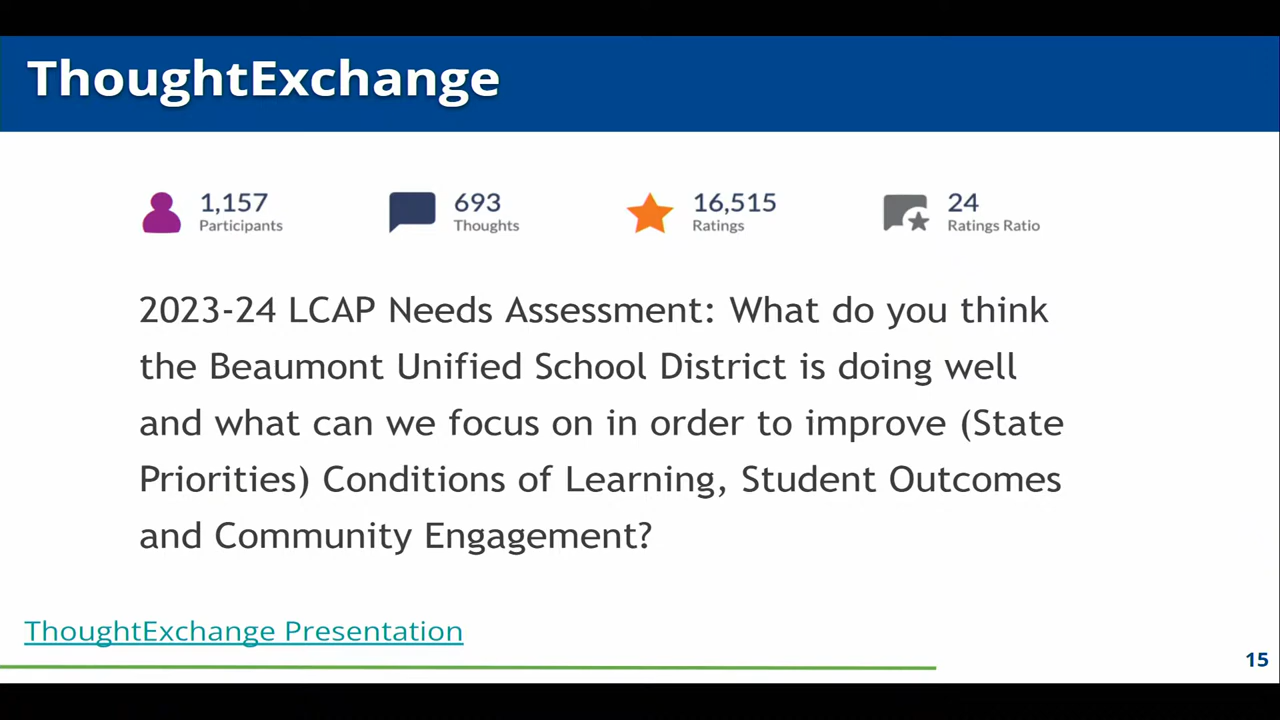 ThoughtExchange
1,157
Participants
693
Thoughts
16,515
Ratings
24
Ratings Ratio
2023-24 LCAP Needs Assessment: What do you think
the Beaumont Unified School District is doing well
and what can we focus on in order to improve (State
Priorities) Conditions of Learning, Student Outcomes
and Community Engagement?
ThoughtExchange Presentation
15